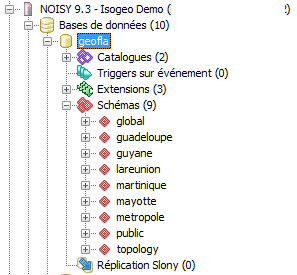 NOISY 9.3 - Isogeo Demo ( :)
Bases de données (10)
geofla
Catalogues (2)
Triggers sur événement (0)
Extensions (3)
Schémas (9)
global
guadeloupe
guyane
lareunion
martinique
mayotte
metropole
public
topology
Réplication Slony (0)